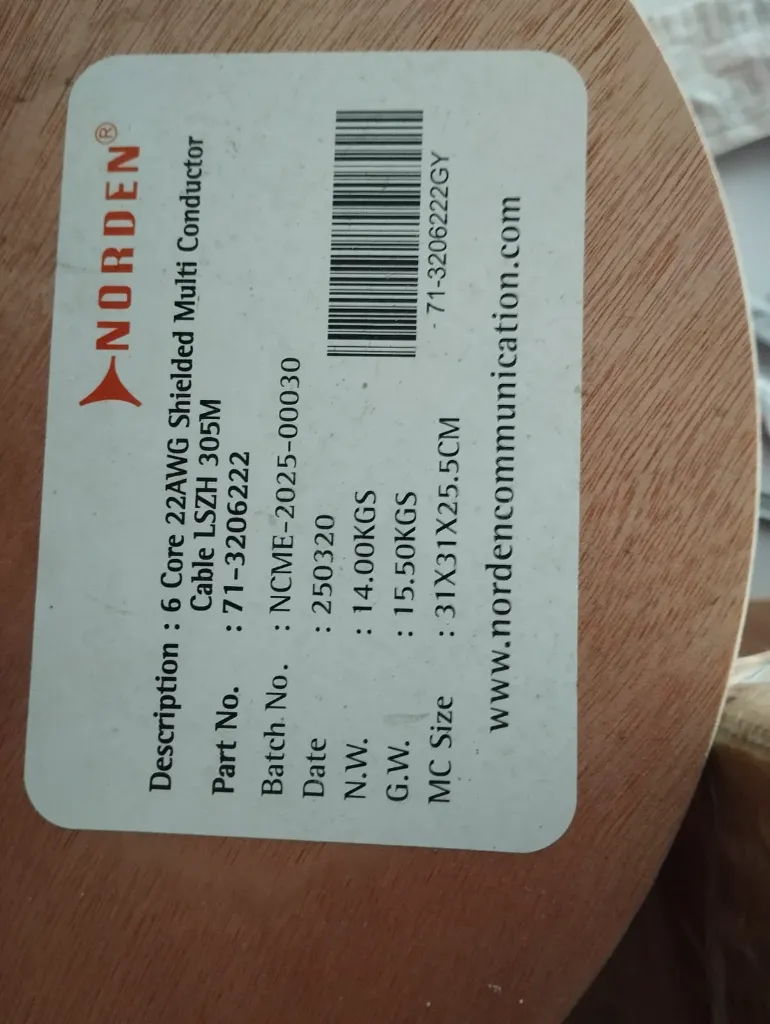 NORDEN®
Description : 6 Core 22AWG Shielded Multi Conductor
Cable LSZH 305M
Part No. : 71-3206222
Batch No. : NCME-2025-00030
Date : 250320
N.W. : 14.00KGS
G.W. : 15.50KGS
MC Size : 31X31X25.5CM
71-3206222GY
www.nordencommunication.com